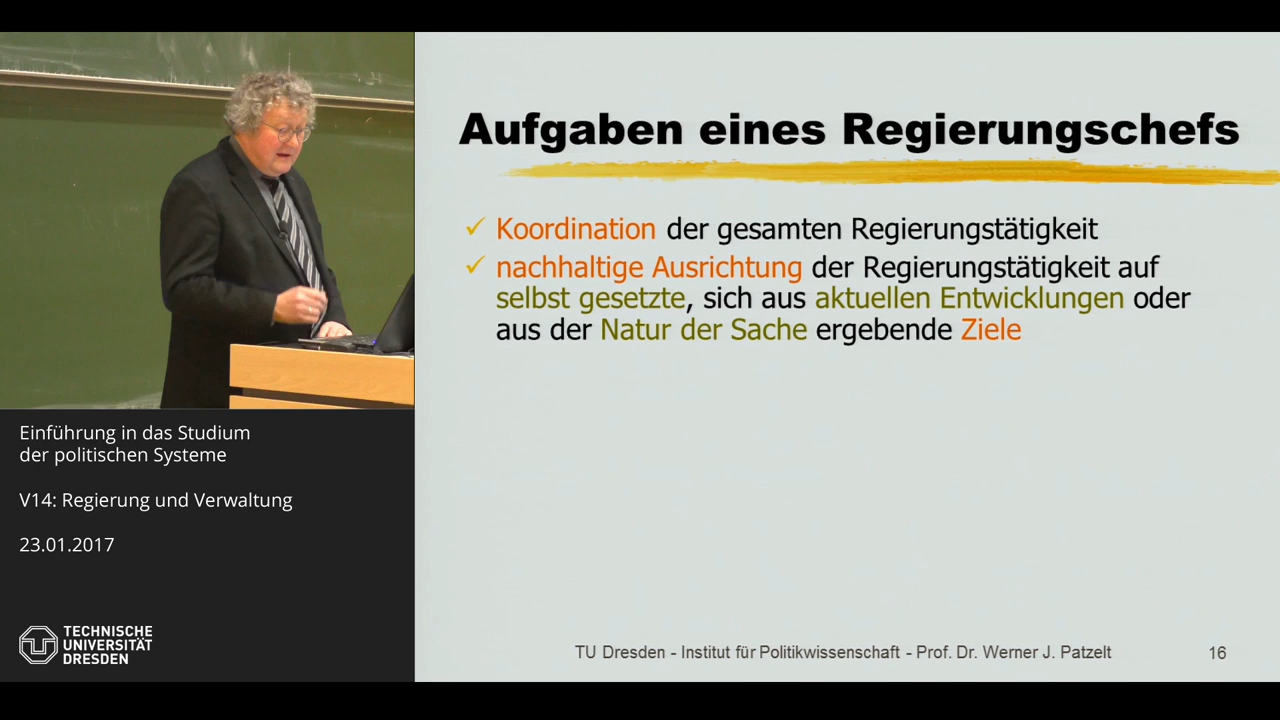 Aufgaben eines Regierungschefs
✓ Koordination der gesamten Regierungstätigkeit
✓ nachhaltige Ausrichtung der Regierungstätigkeit auf
selbst gesetzte, sich aus aktuellen Entwicklungen oder
aus der Natur der Sache ergebende Ziele
Einführung in das Studium
der politischen Systeme
V14: Regierung und Verwaltung
23.01.2017
TECHNISCHE
UNIVERSITÄT
DRESDEN
TU Dresden - Institut für Politikwissenschaft - Prof. Dr. Werner J. Patzelt
16